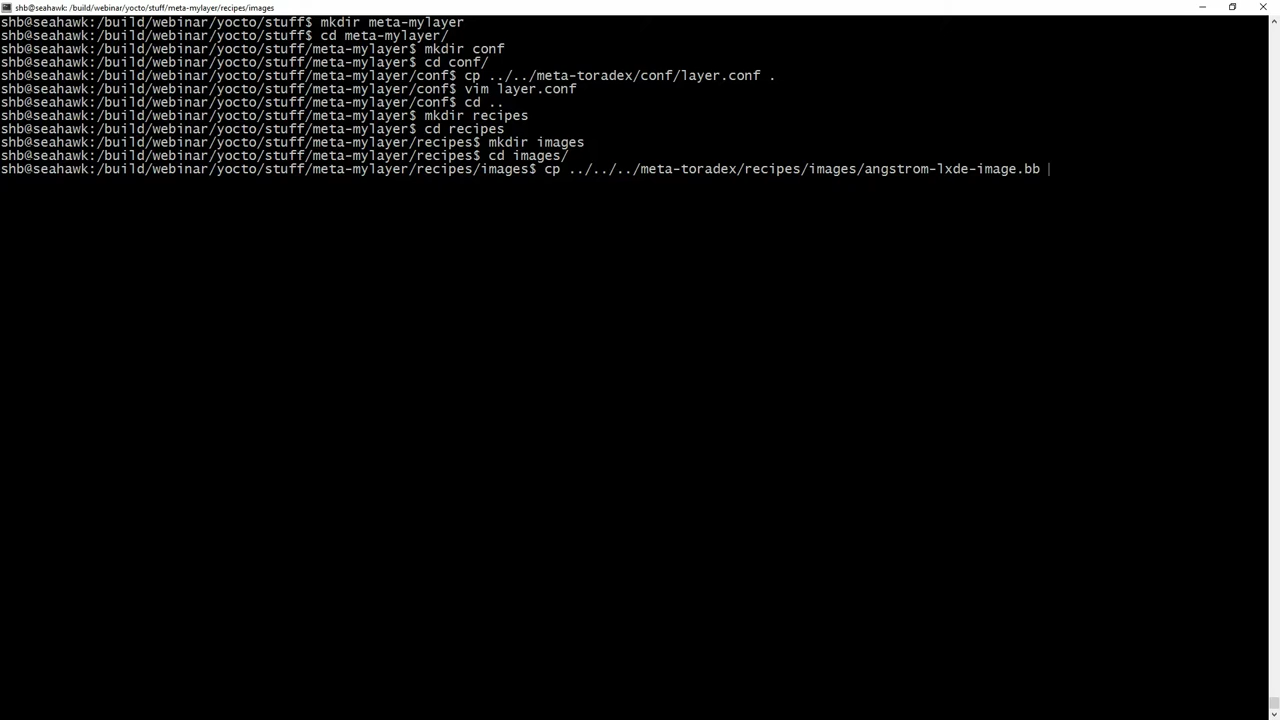 shb@seahawk: /build/webinar/yocto/stuff/meta-mylayer/recipes/images
shb@seahawk:/build/webinar/yocto/stuff$ mkdir meta-mylayer
shb@seahawk:/build/webinar/yocto/stuff$ cd meta-mylayer/
shb@seahawk:/build/webinar/yocto/stuff/meta-mylayer$ mkdir conf
shb@seahawk:/build/webinar/yocto/stuff/meta-mylayer$ cd conf/
shb@seahawk:/build/webinar/yocto/stuff/meta-mylayer/conf$ cp ../../meta-toradex/conf/layer.conf .
shb@seahawk:/build/webinar/yocto/stuff/meta-mylayer/conf$ vim layer.conf
shb@seahawk:/build/webinar/yocto/stuff/meta-mylayer/conf$ cd ..
shb@seahawk:/build/webinar/yocto/stuff/meta-mylayer$ mkdir recipes
shb@seahawk:/build/webinar/yocto/stuff/meta-mylayer$ cd recipes
shb@seahawk:/build/webinar/yocto/stuff/meta-mylayer/recipes$ mkdir images
shb@seahawk:/build/webinar/yocto/stuff/meta-mylayer/recipes$ cd images/
shb@seahawk:/build/webinar/yocto/stuff/meta-mylayer/recipes/images$ cp ../../../meta-toradex/recipes/images/angstrom-lxde-image.bb